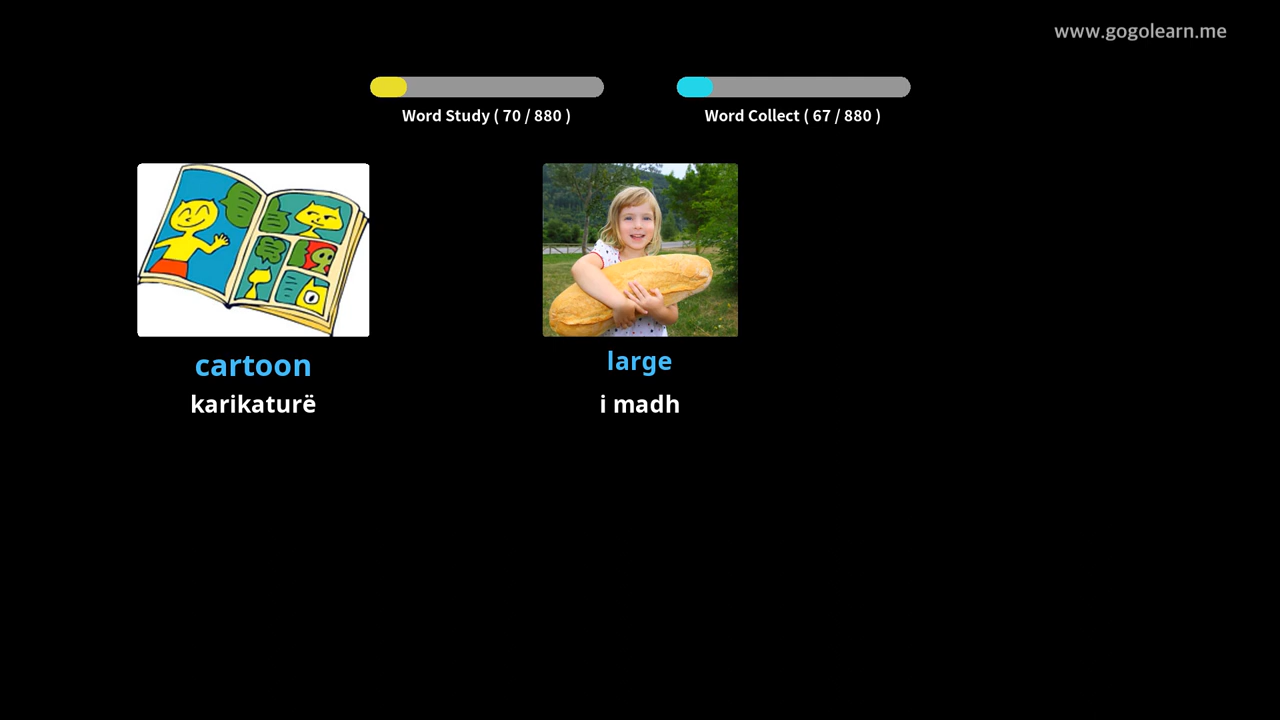 www.gogolearn.me
Word Study ( 70 / 880 )
Word Collect ( 67 / 880 )
cartoon
karikaturë
large
i madh